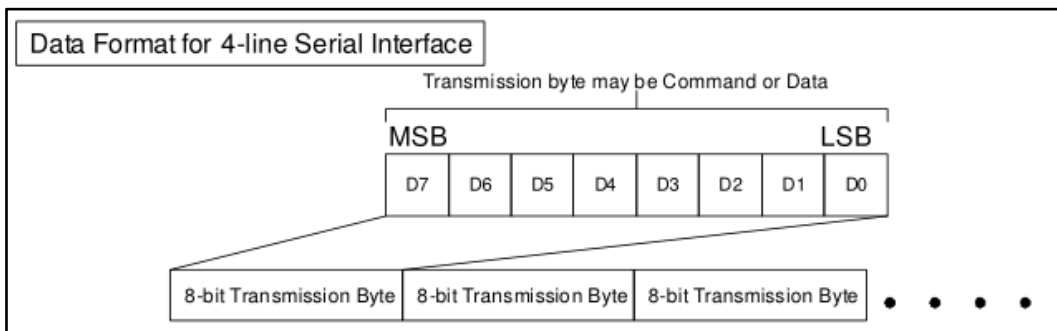 Data Format for 4-line Serial Interface
Transmission byte may be Command or Data
MSB LSB
D7 D6 D5 D4 D3 D2 D1 D0
8-bit Transmission Byte 8-bit Transmission Byte 8-bit Transmission Byte